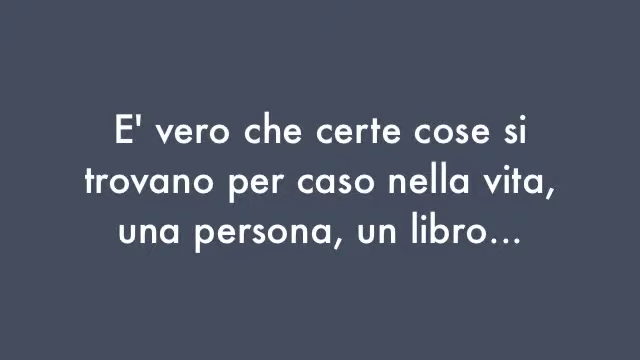 E' vero che certe cose si
trovano per caso nella vita,
una persona, un libro...